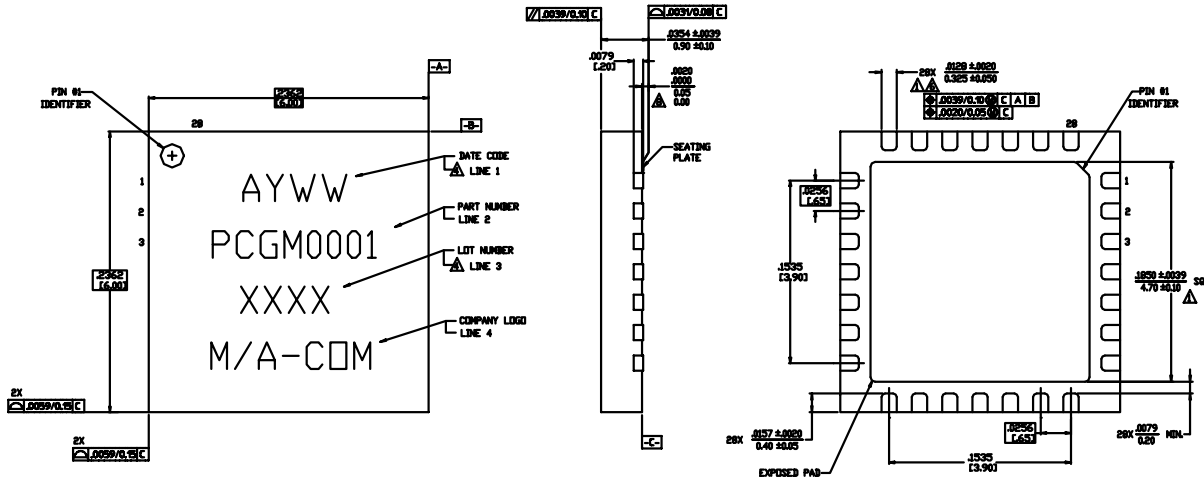 // .0039/0.10 C
⌓ .0031/0.08 C
.0354 ±.0039
0.90 ±0.10
.0079
[.20]
.0020
.0000
0.05
0.00
28X .0128 ±.0020
0.325 ±0.050
⌖ .0039/0.10 Ⓜ C A B
⌖ .0020/0.05 Ⓜ C
PIN #1
IDENTIFIER
-A-
.2362
[6.00]
28
-B-
PIN #1
IDENTIFIER
28
SEATING
PLATE
DATE CODE
4 LINE 1
AYWW
1
2
3
PART NUMBER
LINE 2
PCGM0001
LOT NUMBER
4 LINE 3
XXXX
COMPANY LOGO
LINE 4
M/A-COM
.2362
[6.00]
2X
⌓ .0059/0.15 C
2X
⌓ .0059/0.15 C
-C-
.0256
[.65]
.1535
[3.90]
1
2
3
.1850 ±.0039
4.70 ±0.10
SQ
1
28X .0157 ±.0020
0.40 ±0.05
.0256
[.65]
28X .0079
0.20 MIN.
EXPOSED PAD
.1535
[3.90]